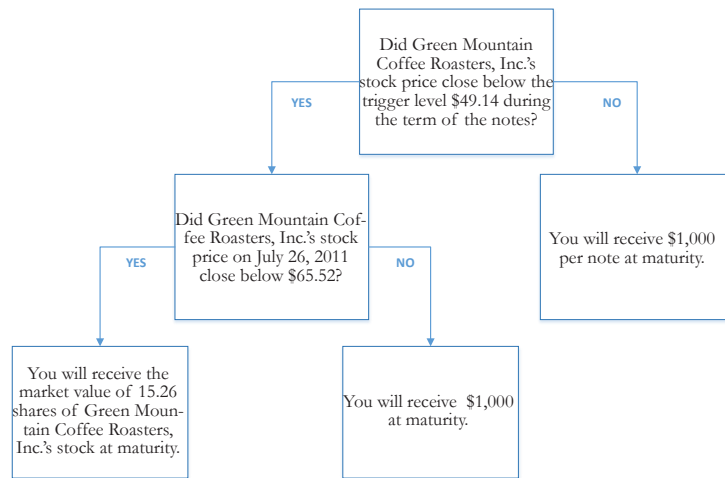 Did Green Mountain
Coffee Roasters, Inc.'s
stock price close below the
trigger level $49.14 during
the term of the notes?
YES
NO
Did Green Mountain Cof-
fee Roasters, Inc.'s stock
price on July 26, 2011
close below $65.52?
You will receive $1,000
per note at maturity.
YES
NO
You will receive the
market value of 15.26
shares of Green Moun-
tain Coffee Roasters,
Inc.'s stock at maturity.
You will receive $1,000
at maturity.